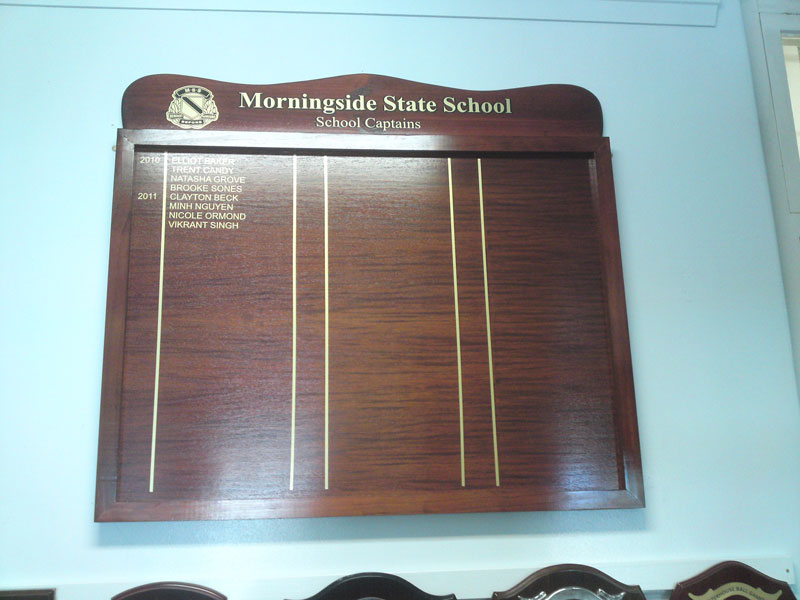 M·S·S
Morningside State School
School Captains
2010 ELLIOT BAKER
TRENT CANDY
NATASHA GROVE
BROOKE SONES
2011 CLAYTON BECK
MINH NGUYEN
NICOLE ORMOND
VIKRANT SINGH